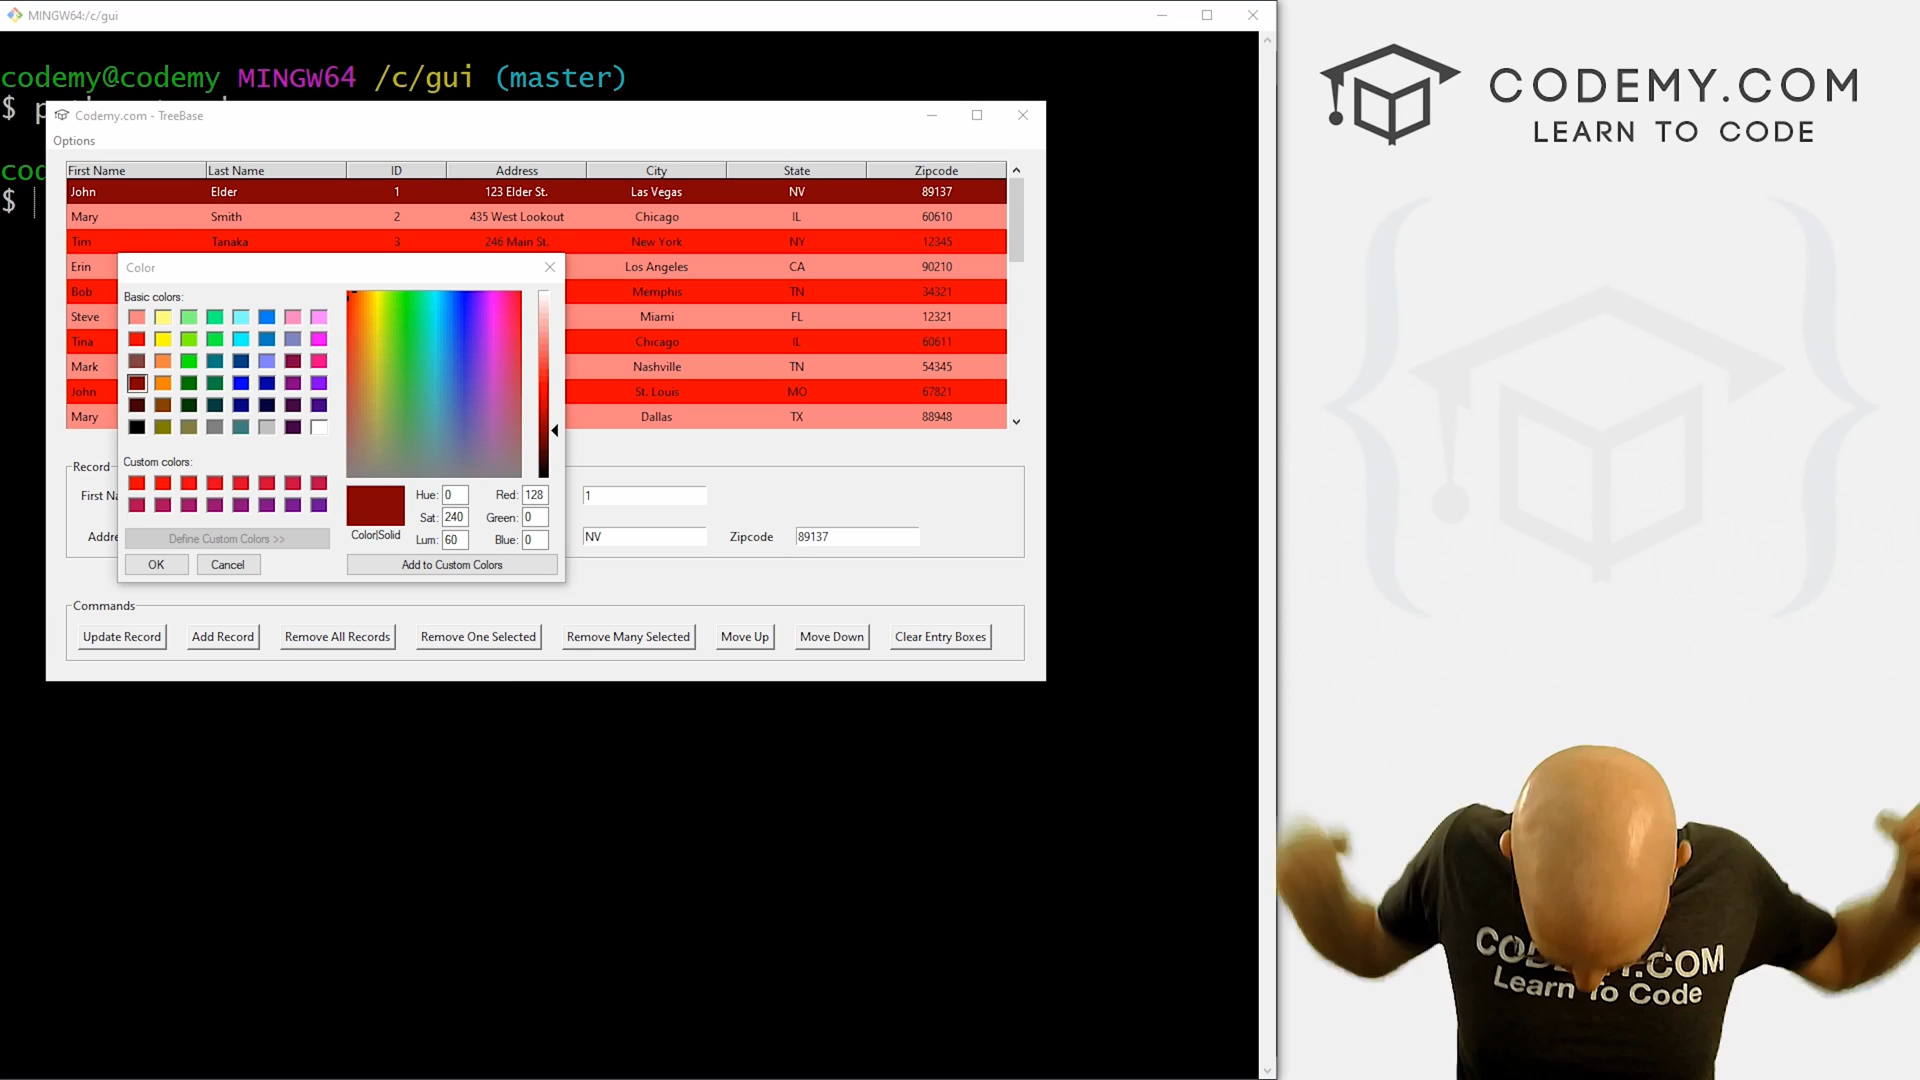 MINGW64:/c/gui
codemy@codemy MINGW64 /c/gui (master)
$ p
Codemy.com - TreeBase
Options
First Name Last Name ID Address City State Zipcode
John Elder 1 123 Elder St. Las Vegas NV 89137
Mary Smith 2 435 West Lookout Chicago IL 60610
Tim Tanaka 3 246 Main St. New York NY 12345
Erin Los Angeles CA 90210
Bob Memphis TN 34321
Steve Miami FL 12321
Tina Chicago IL 60611
Mark Nashville TN 54345
John St. Louis MO 67821
Mary Dallas TX 88948
cod
$
Color
Basic colors:
Custom colors:
Define Custom Colors >>
OK Cancel
Color|Solid
Hue: 0 Red: 128
Sat: 240 Green: 0
Lum: 60 Blue: 0
Add to Custom Colors
Record
First Na 1
Addre NV Zipcode 89137
Commands
Update Record Add Record Remove All Records Remove One Selected Remove Many Selected Move Up Move Down Clear Entry Boxes
CODEMY.COM
LEARN TO CODE
Learn To Code